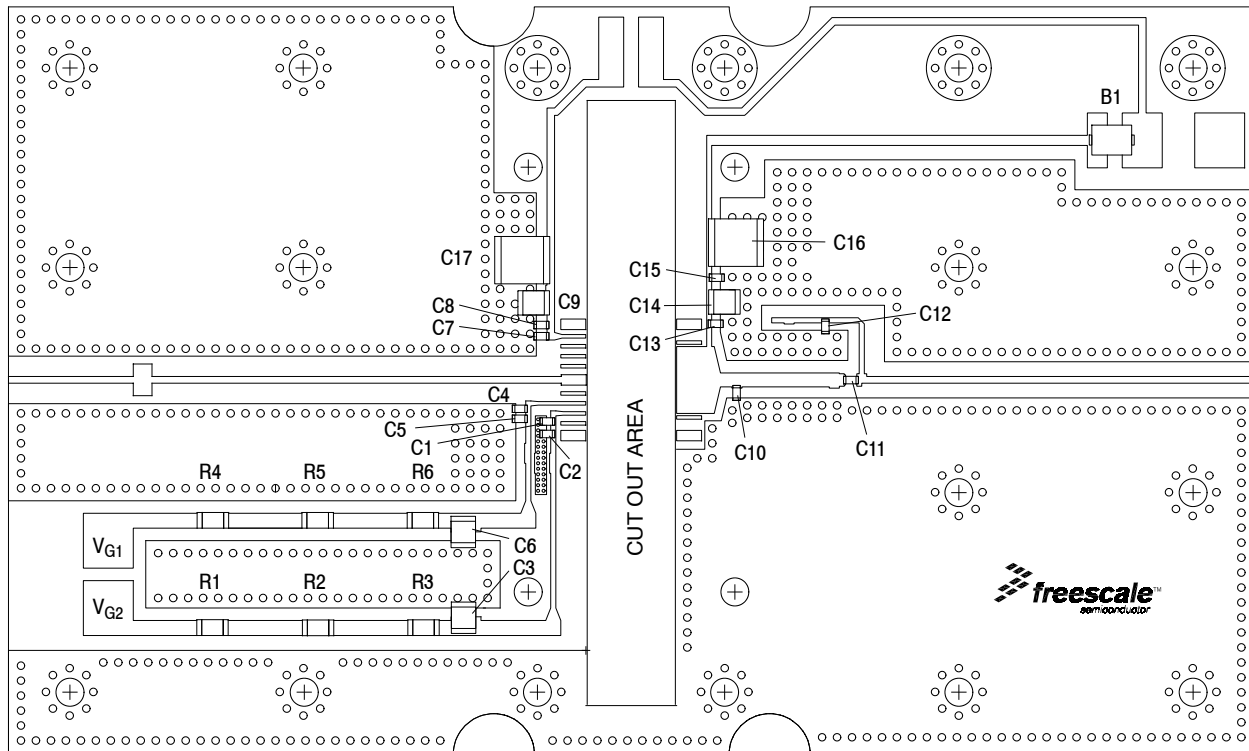 B1
C17
C16
C15
C9
C14
C8
C7
C12
C13
C4
C5
C1
C2
C10
C11
R4 R5 R6
CUT OUT AREA
VG1
C6
C3
R1 R2 R3
VG2
freescale™
semiconductor